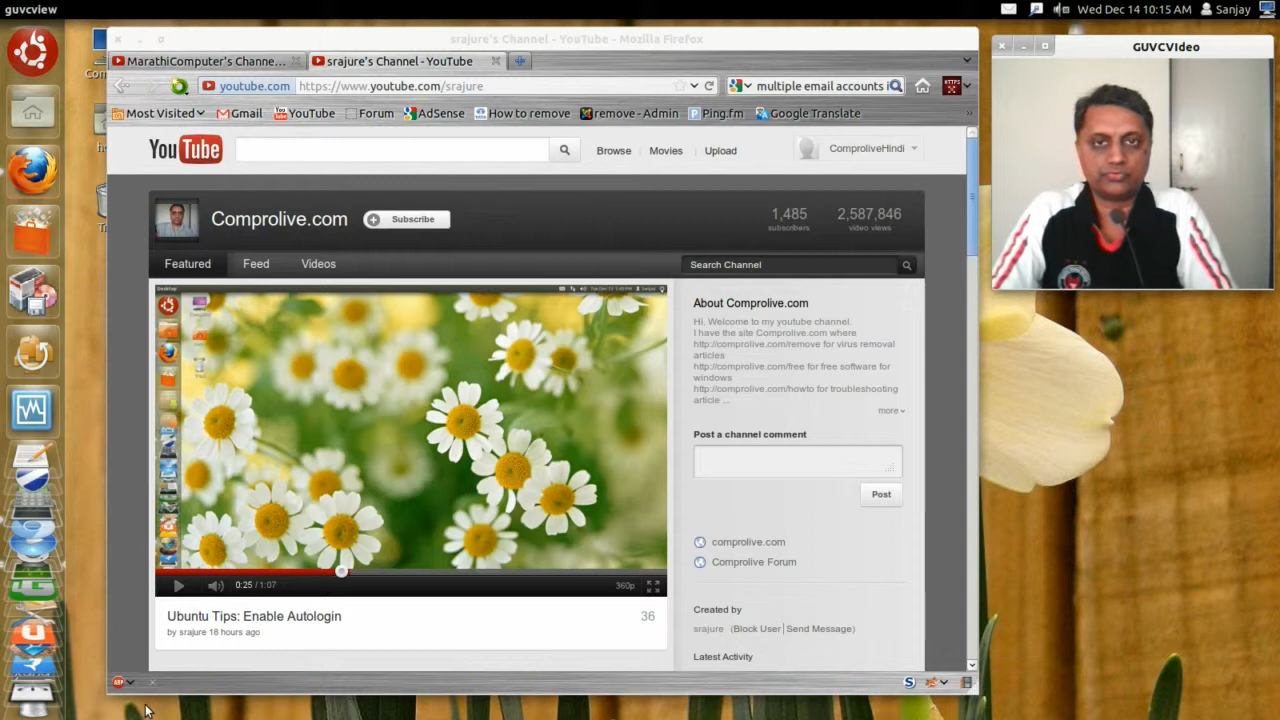 guvcview
Wed Dec 14 10:15 AM
Sanjay
srajure's Channel - YouTube - Mozilla Firefox
GUVCVIdeo
MarathiComputer's Channe...
srajure's Channel - YouTube
youtube.com
https://www.youtube.com/srajure
multiple email accounts i
HTTPS
Most Visited
Gmail
YouTube
Forum
AdSense
How to remove
remove - Admin
Ping.fm
Google Translate
»
YouTube
Browse
Movies
Upload
ComproliveHindi
Comprolive.com
Subscribe
1,485
subscribers
2,587,846
video views
Featured
Feed
Videos
Search Channel
About Comprolive.com
Hi, Welcome to my youtube channel.
I have the site Comprolive.com where
http://comprolive.com/remove for virus removal
articles
http://comprolive.com/free for free software for
windows
http://comprolive.com/howto for troubleshooting
article ...
more
Post a channel comment
Post
comprolive.com
Comprolive Forum
0:25 / 1:07
360p
Ubuntu Tips: Enable Autologin
36
by srajure 18 hours ago
Created by
srajure (Block User | Send Message)
Latest Activity
ABP
S